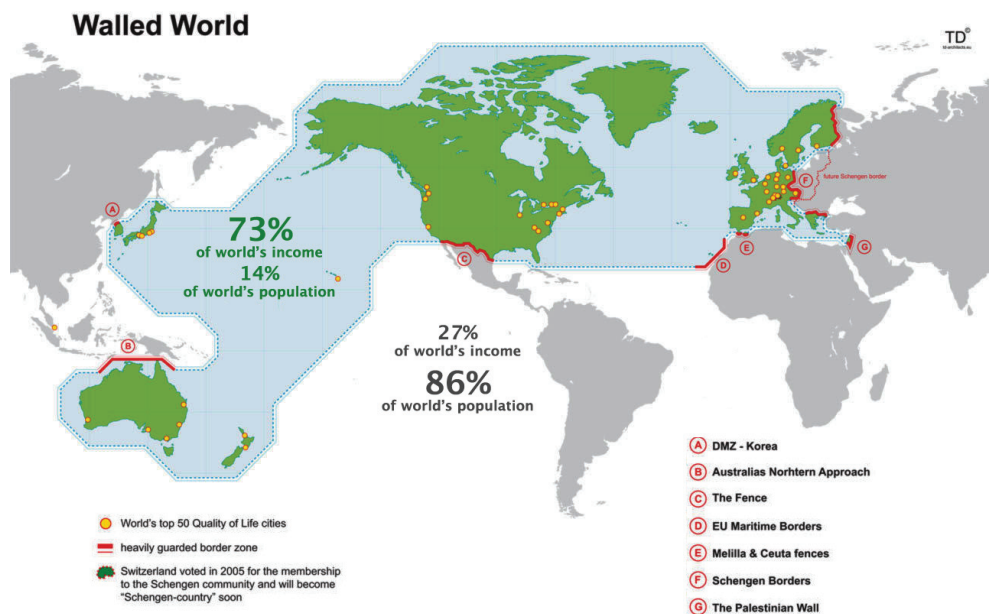 Walled World
TD©
td-architects.eu
A
F
future Schengen border
73%
of world's income
14%
of world's population
C
D
E
G
B
27%
of world's income
86%
of world's population
World's top 50 Quality of Life cities
heavily guarded border zone
Switzerland voted in 2005 for the membership
to the Schengen community and will become
“Schengen-country” soon
A DMZ - Korea
B Australias Norhtern Approach
C The Fence
D EU Maritime Borders
E Melilla & Ceuta fences
F Schengen Borders
G The Palestinian Wall